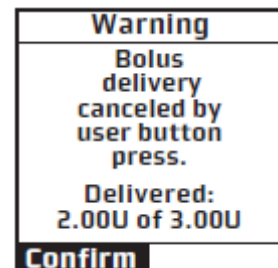 Warning
Bolus
delivery
canceled by
user button
press.
Delivered:
2.00U of 3.00U
Confirm